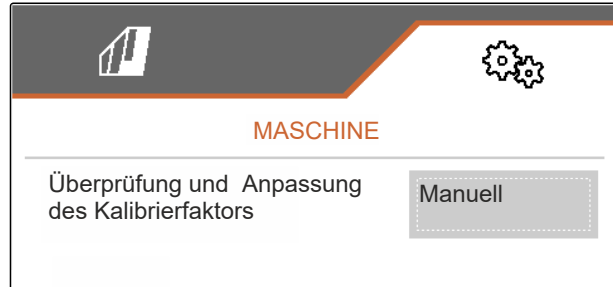 MASCHINE
Überprüfung und Anpassung
des Kalibrierfaktors
Manuell